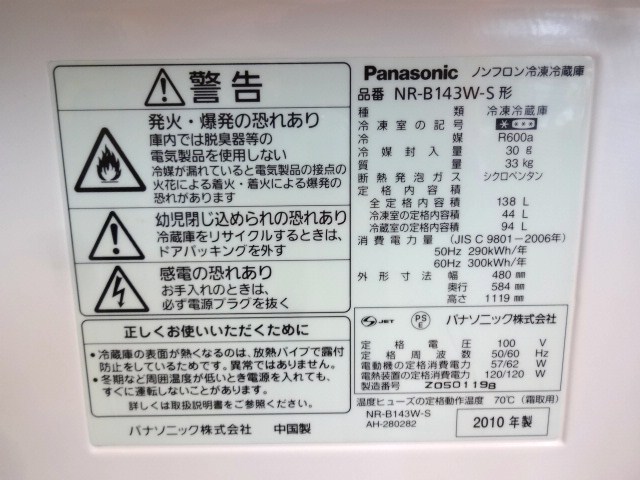 警告
発火・爆発の恐れあり
庫内では脱臭器等の
電気製品を使用しない
冷媒が漏れていると電気製品の接点の
火花による着火・着火による爆発の
恐れがあります
幼児閉じ込められの恐れあり
冷蔵庫をリサイクルするときは、
ドアパッキングを外す
感電の恐れあり
お手入れのときは、
必ず電源プラグを抜く
正しくお使いいただくために
●冷蔵庫の表面が熱くなるのは、放熱パイプで露付
防止をしているためです。異常ではありません。
●冬期など周囲温度が低いとき電源を入れても、
すぐに運転しないことがあります。
詳しくは取扱説明書をご参照ください。
パナソニック株式会社 中国製
Panasonic ノンフロン冷凍冷蔵庫
品番 NR-B143W-S形
種類 冷凍冷蔵庫
冷凍室の記号 ****
冷媒 R600a
冷媒封入量 30 g
質量 33 kg
断熱発泡ガス シクロペンタン
定格内容積
全定格内容積 138 L
冷凍室の定格内容積 44 L
冷蔵室の定格内容積 94 L
消費電力量 (JIS C 9801-2006年)
50Hz 290kWh/年
60Hz 300kWh/年
外形寸法 幅 480 mm
奥行 584 mm
高さ 1119 mm
JET PS E パナソニック株式会社
定格電圧 100 V
定格周波数 50/60 Hz
電動機の定格消費電力 57/62 W
電熱装置の定格消費電力 120/120 W
製造番号 Z0501198
温度ヒューズの定格動作温度 70℃(霜取用)
NR-B143W-S
AH-280282
2010 年製